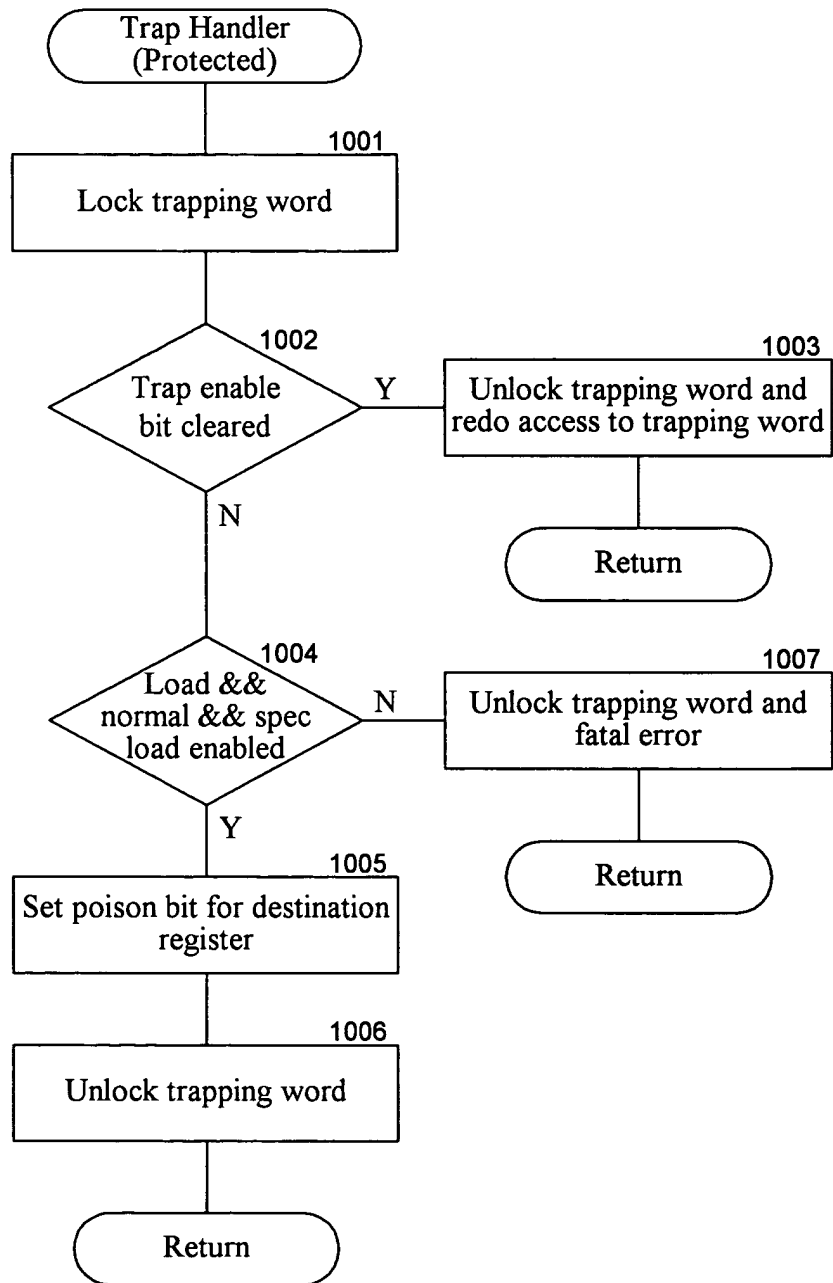 Trap Handler
(Protected)
1001
Lock trapping word
1002
Trap enable
bit cleared
Y
N
1003
Unlock trapping word and
redo access to trapping word
Return
1004
Load &&
normal && spec
load enabled
N
Y
1007
Unlock trapping word and
fatal error
Return
1005
Set poison bit for destination
register
1006
Unlock trapping word
Return